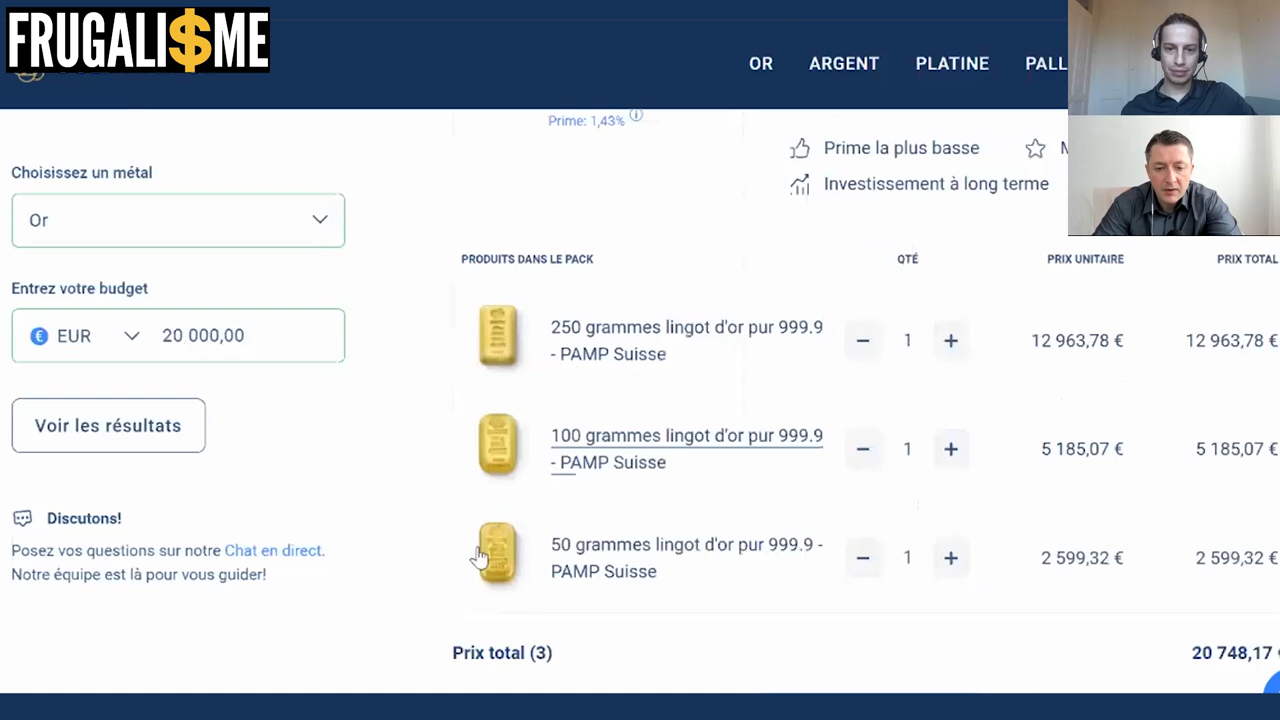 FRUGALI$ME
OR ARGENT PLATINE PALL
Prime: 1,43%
Prime la plus basse
Investissement à long terme
Choisissez un métal
Or
Entrez votre budget
EUR 20 000,00
Voir les résultats
Discutons!
Posez vos questions sur notre Chat en direct.
Notre équipe est là pour vous guider!
PRODUITS DANS LE PACK QTÉ PRIX UNITAIRE PRIX TOTAL
250 grammes lingot d'or pur 999.9
- PAMP Suisse
1 12 963,78 € 12 963,78 €
100 grammes lingot d'or pur 999.9
- PAMP Suisse
1 5 185,07 € 5 185,07 €
50 grammes lingot d'or pur 999.9 -
PAMP Suisse
1 2 599,32 € 2 599,32 €
Prix total (3) 20 748,17 €